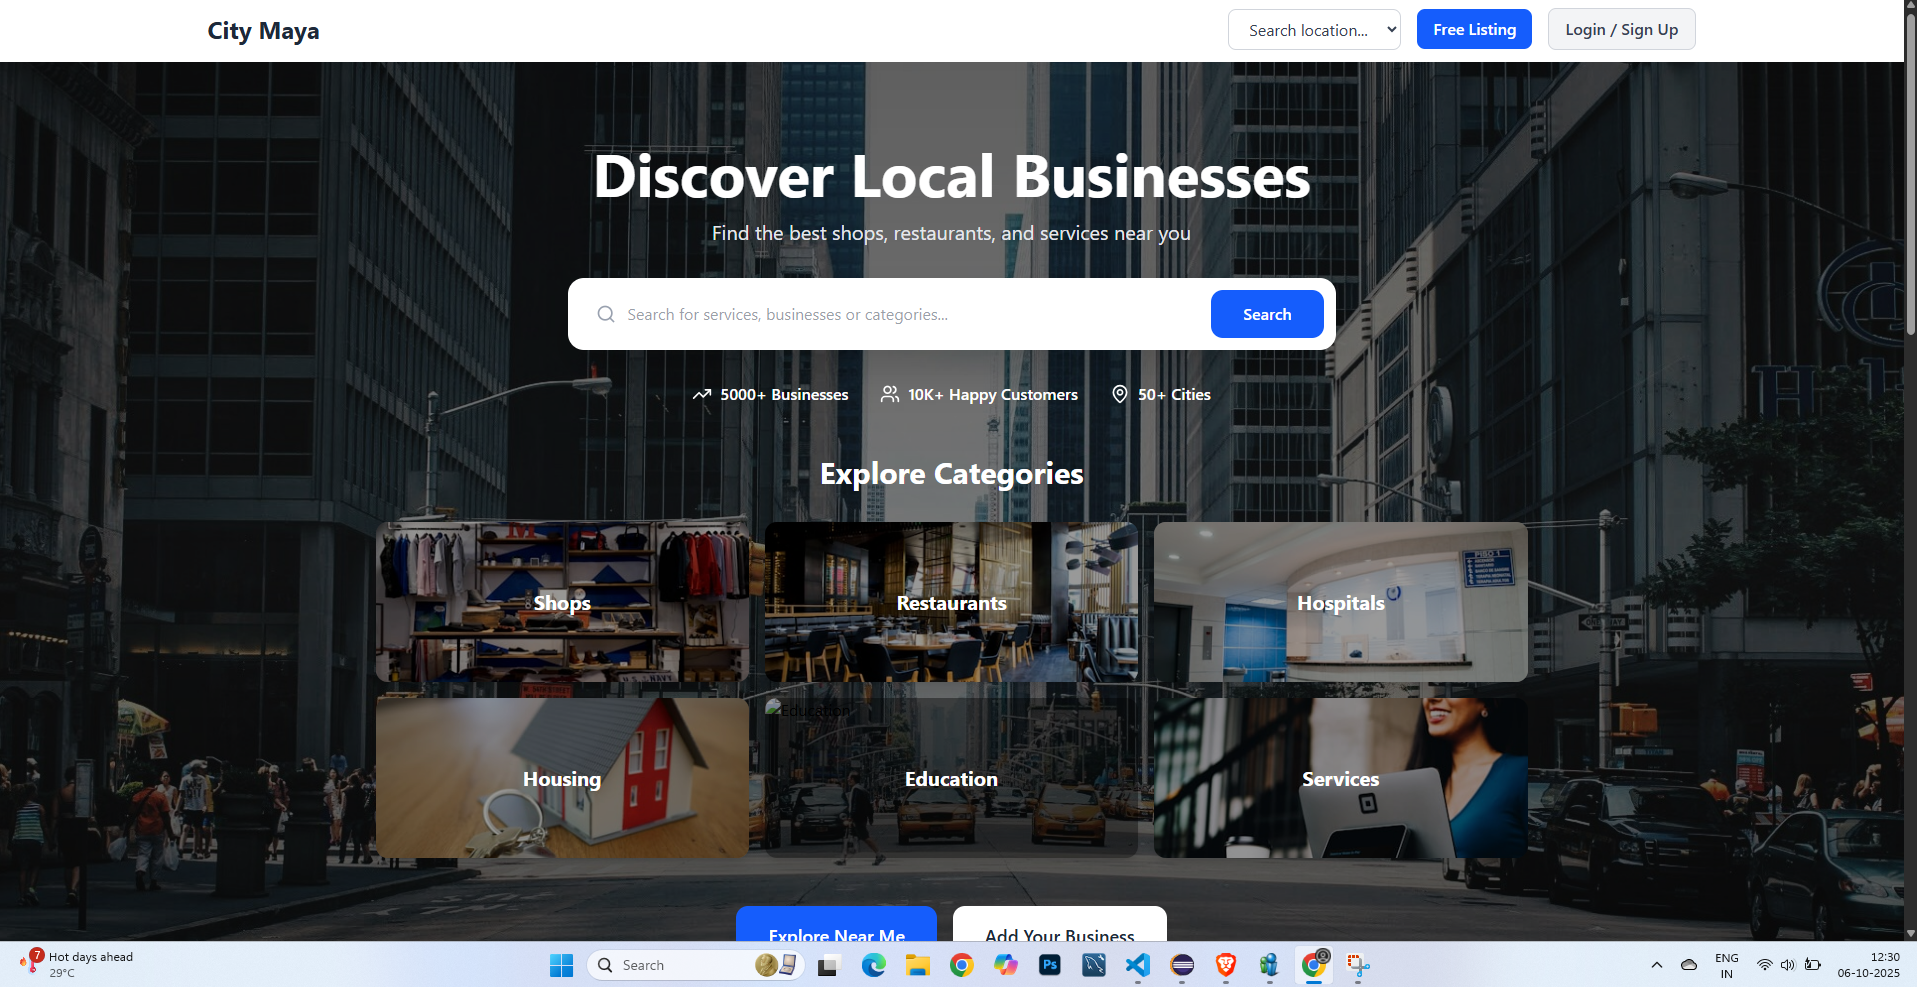 City Maya
Search location...
Free Listing
Login / Sign Up
Discover Local Businesses
Find the best shops, restaurants, and services near you
Search for services, businesses or categories...
Search
5000+ Businesses
10K+ Happy Customers
50+ Cities
Explore Categories
Shops
Restaurants
Hospitals
PISO 1
Education
Housing
Education
Services
Explore Near Me
Add Your Business
7
Hot days ahead
29°C
Search
Ps
ENG
IN
12:30
06-10-2025